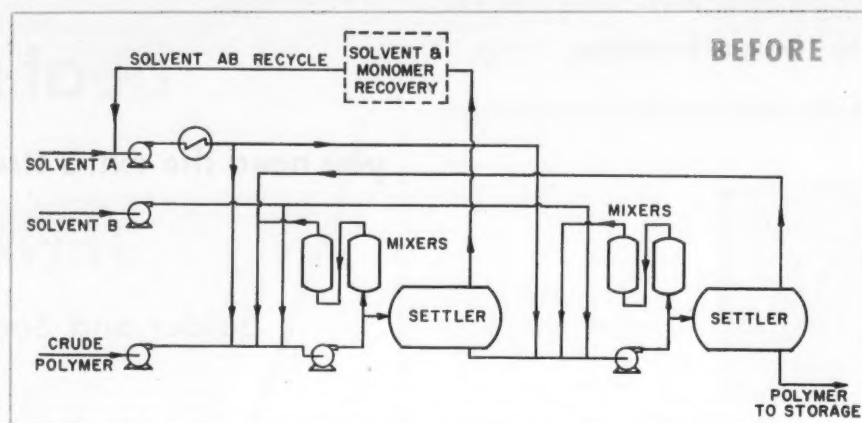 BEFORE
SOLVENT &
MONOMER
RECOVERY
SOLVENT AB RECYCLE
SOLVENT A
SOLVENT B
MIXERS
MIXERS
SETTLER
SETTLER
CRUDE
POLYMER
POLYMER
TO STORAGE